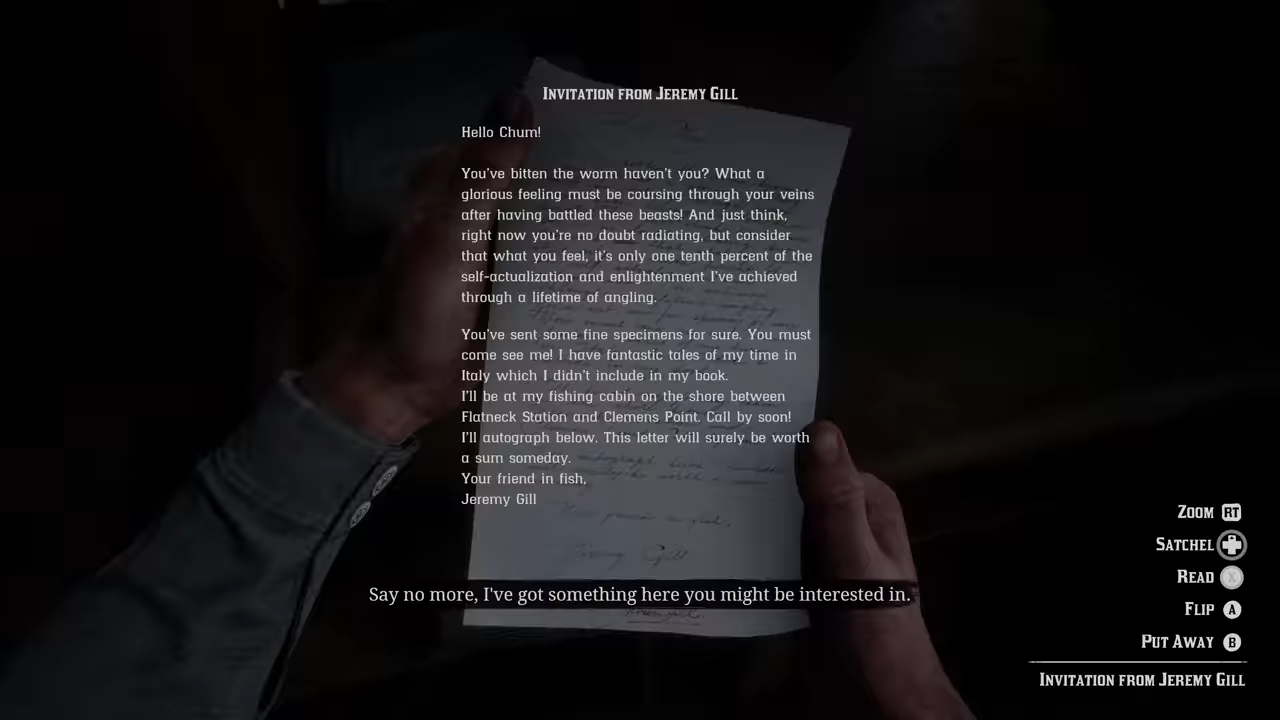 Invitation from Jeremy Gill
Hello Chum!
You've bitten the worm haven't you? What a
glorious feeling must be coursing through your veins
after having battled these beasts! And just think,
right now you're no doubt radiating, but consider
that what you feel, it's only one tenth percent of the
self-actualization and enlightenment I've achieved
through a lifetime of angling.
You've sent some fine specimens for sure. You must
come see me! I have fantastic tales of my time in
Italy which I didn't include in my book.
I'll be at my fishing cabin on the shore between
Flatneck Station and Clemens Point. Call by soon!
I'll autograph below. This letter will surely be worth
a sum someday.
Your friend in fish,
Jeremy Gill
Say no more, I've got something here you might be interested in.
Zoom RT
Satchel
Read X
Flip A
Put Away B
Invitation from Jeremy Gill